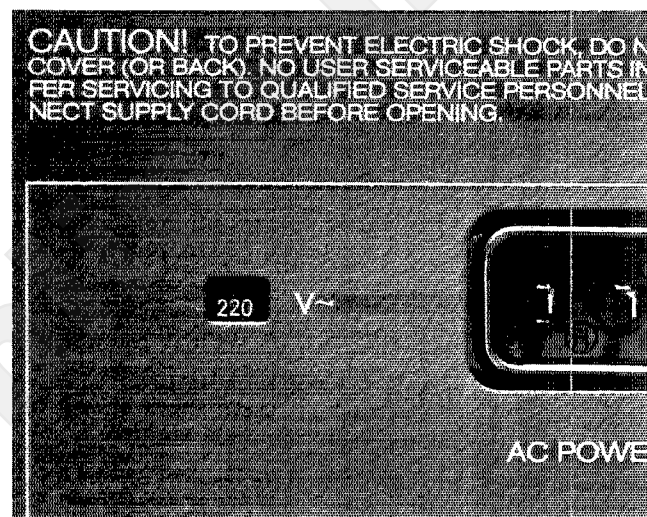 CAUTION! TO PREVENT ELECTRIC SHOCK, DO N
COVER (OR BACK). NO USER SERVICEABLE PARTS IN
FER SERVICING TO QUALIFIED SERVICE PERSONNEL
NECT SUPPLY CORD BEFORE OPENING.
220 V~
AC POWE